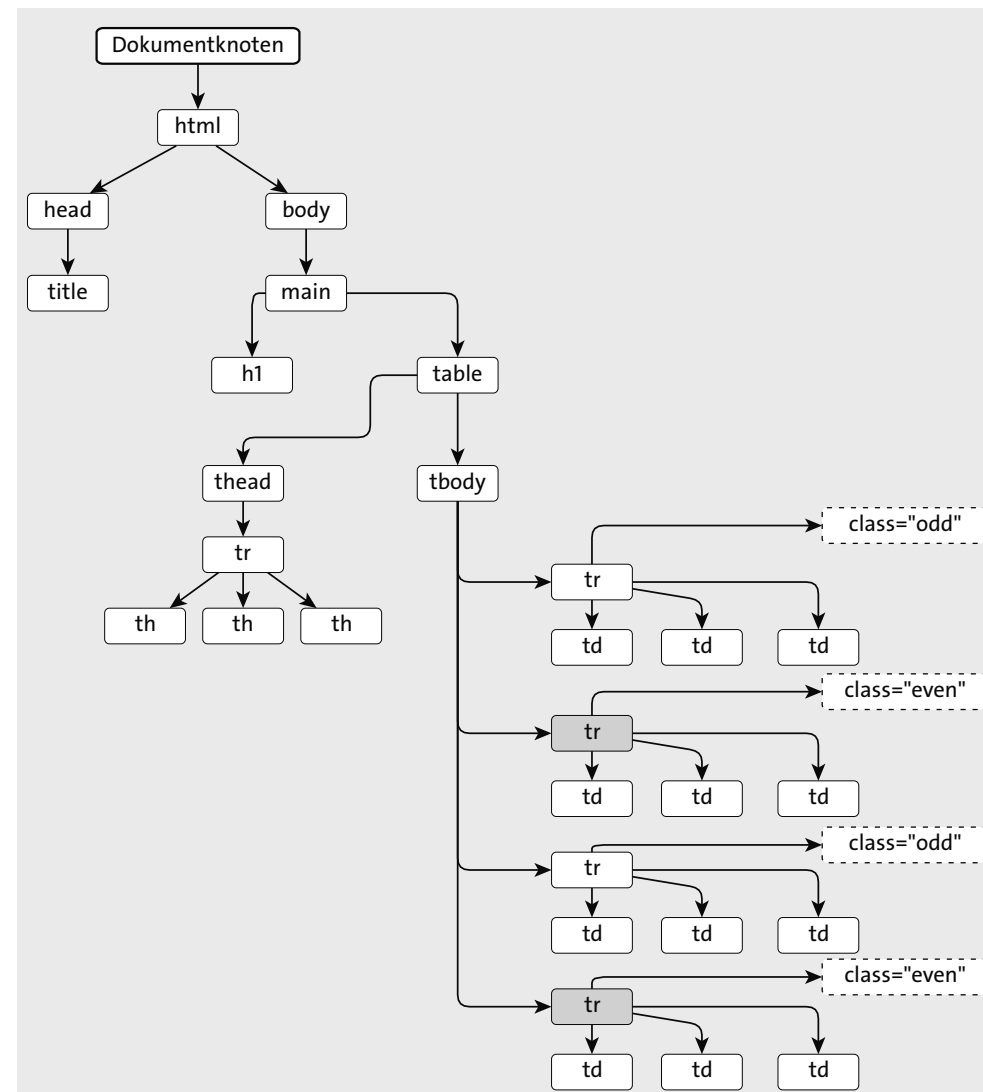 Dokumentknoten
html
head body
title main
h1 table
thead tbody
tr
th th th
class="odd"
tr
td td td
class="even"
tr
td td td
class="odd"
tr
td td td
class="even"
tr
td td td